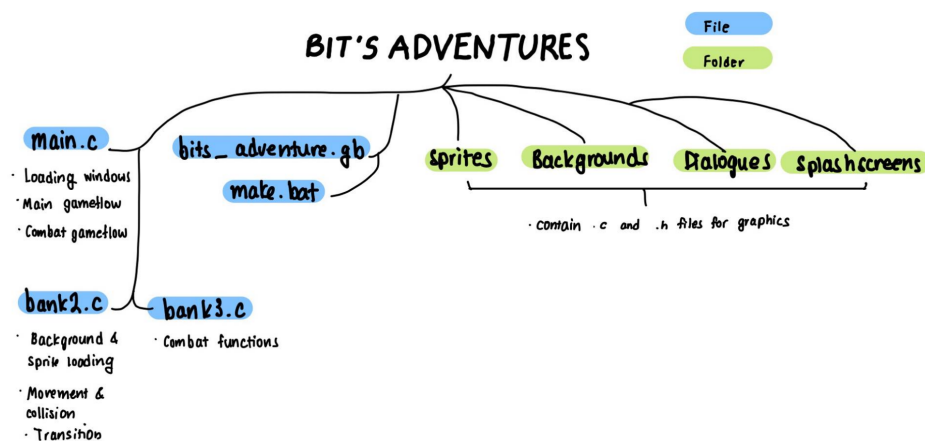 File
BIT'S ADVENTURES
Folder
main.c
bits_adventure.gb
sprites
Backgrounds
Dialogues
Splashscreens
· Loading windows
make.bat
· Main gameflow
· contain .c and .h files for graphics
· Combat gameflow
bank2.c
bank3.c
· Background &
sprite loading
· Combat functions
· Movement &
collision
· Transition